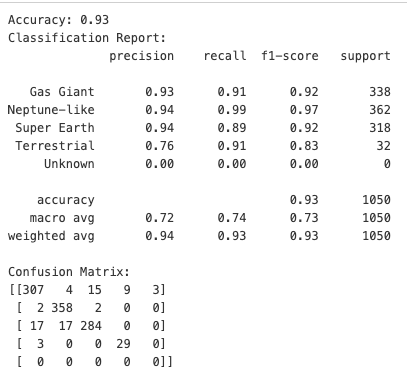 Accuracy: 0.93
Classification Report:
precision recall f1-score support
Gas Giant 0.93 0.91 0.92 338
Neptune-like 0.94 0.99 0.97 362
Super Earth 0.94 0.89 0.92 318
Terrestrial 0.76 0.91 0.83 32
Unknown 0.00 0.00 0.00 0
accuracy 0.93 1050
macro avg 0.72 0.74 0.73 1050
weighted avg 0.94 0.93 0.93 1050
Confusion Matrix:
[[307 4 15 9 3]
[ 2 358 2 0 0]
[ 17 17 284 0 0]
[ 3 0 0 29 0]
[ 0 0 0 0 0]]